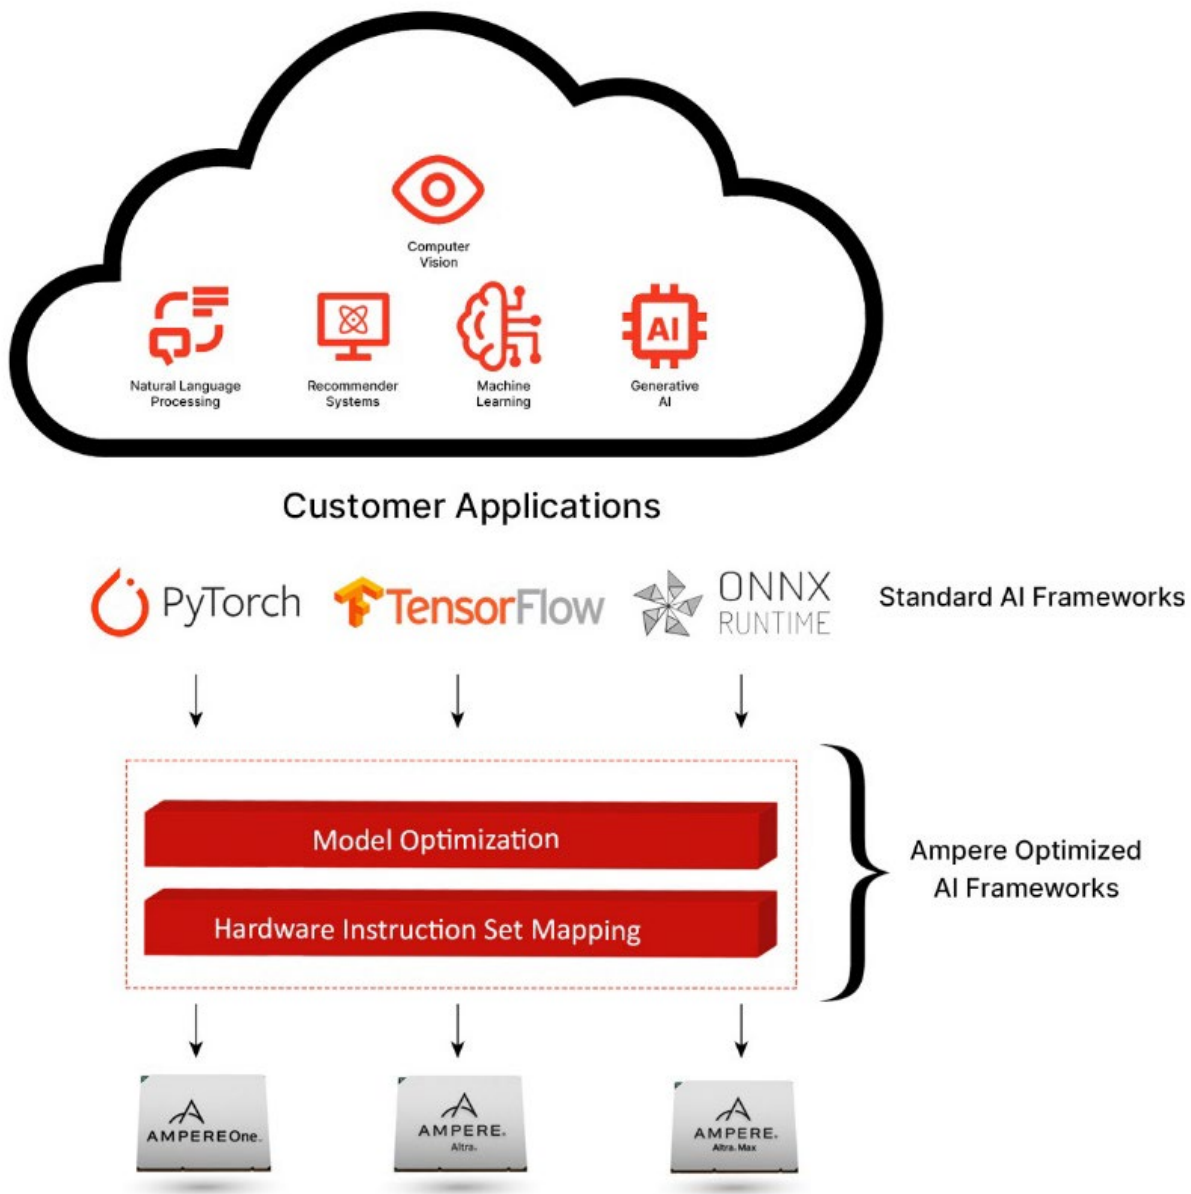 Computer
Vision
Natural Language
Processing
Recommender
Systems
Machine
Learning
AI
Generative
AI
Customer Applications
PyTorch
TensorFlow
ONNX
RUNTIME
Standard AI Frameworks
Model Optimization
Hardware Instruction Set Mapping
Ampere Optimized
AI Frameworks
AMPEREOne™
AMPERE®
Altra®
AMPERE®
Altra® Max